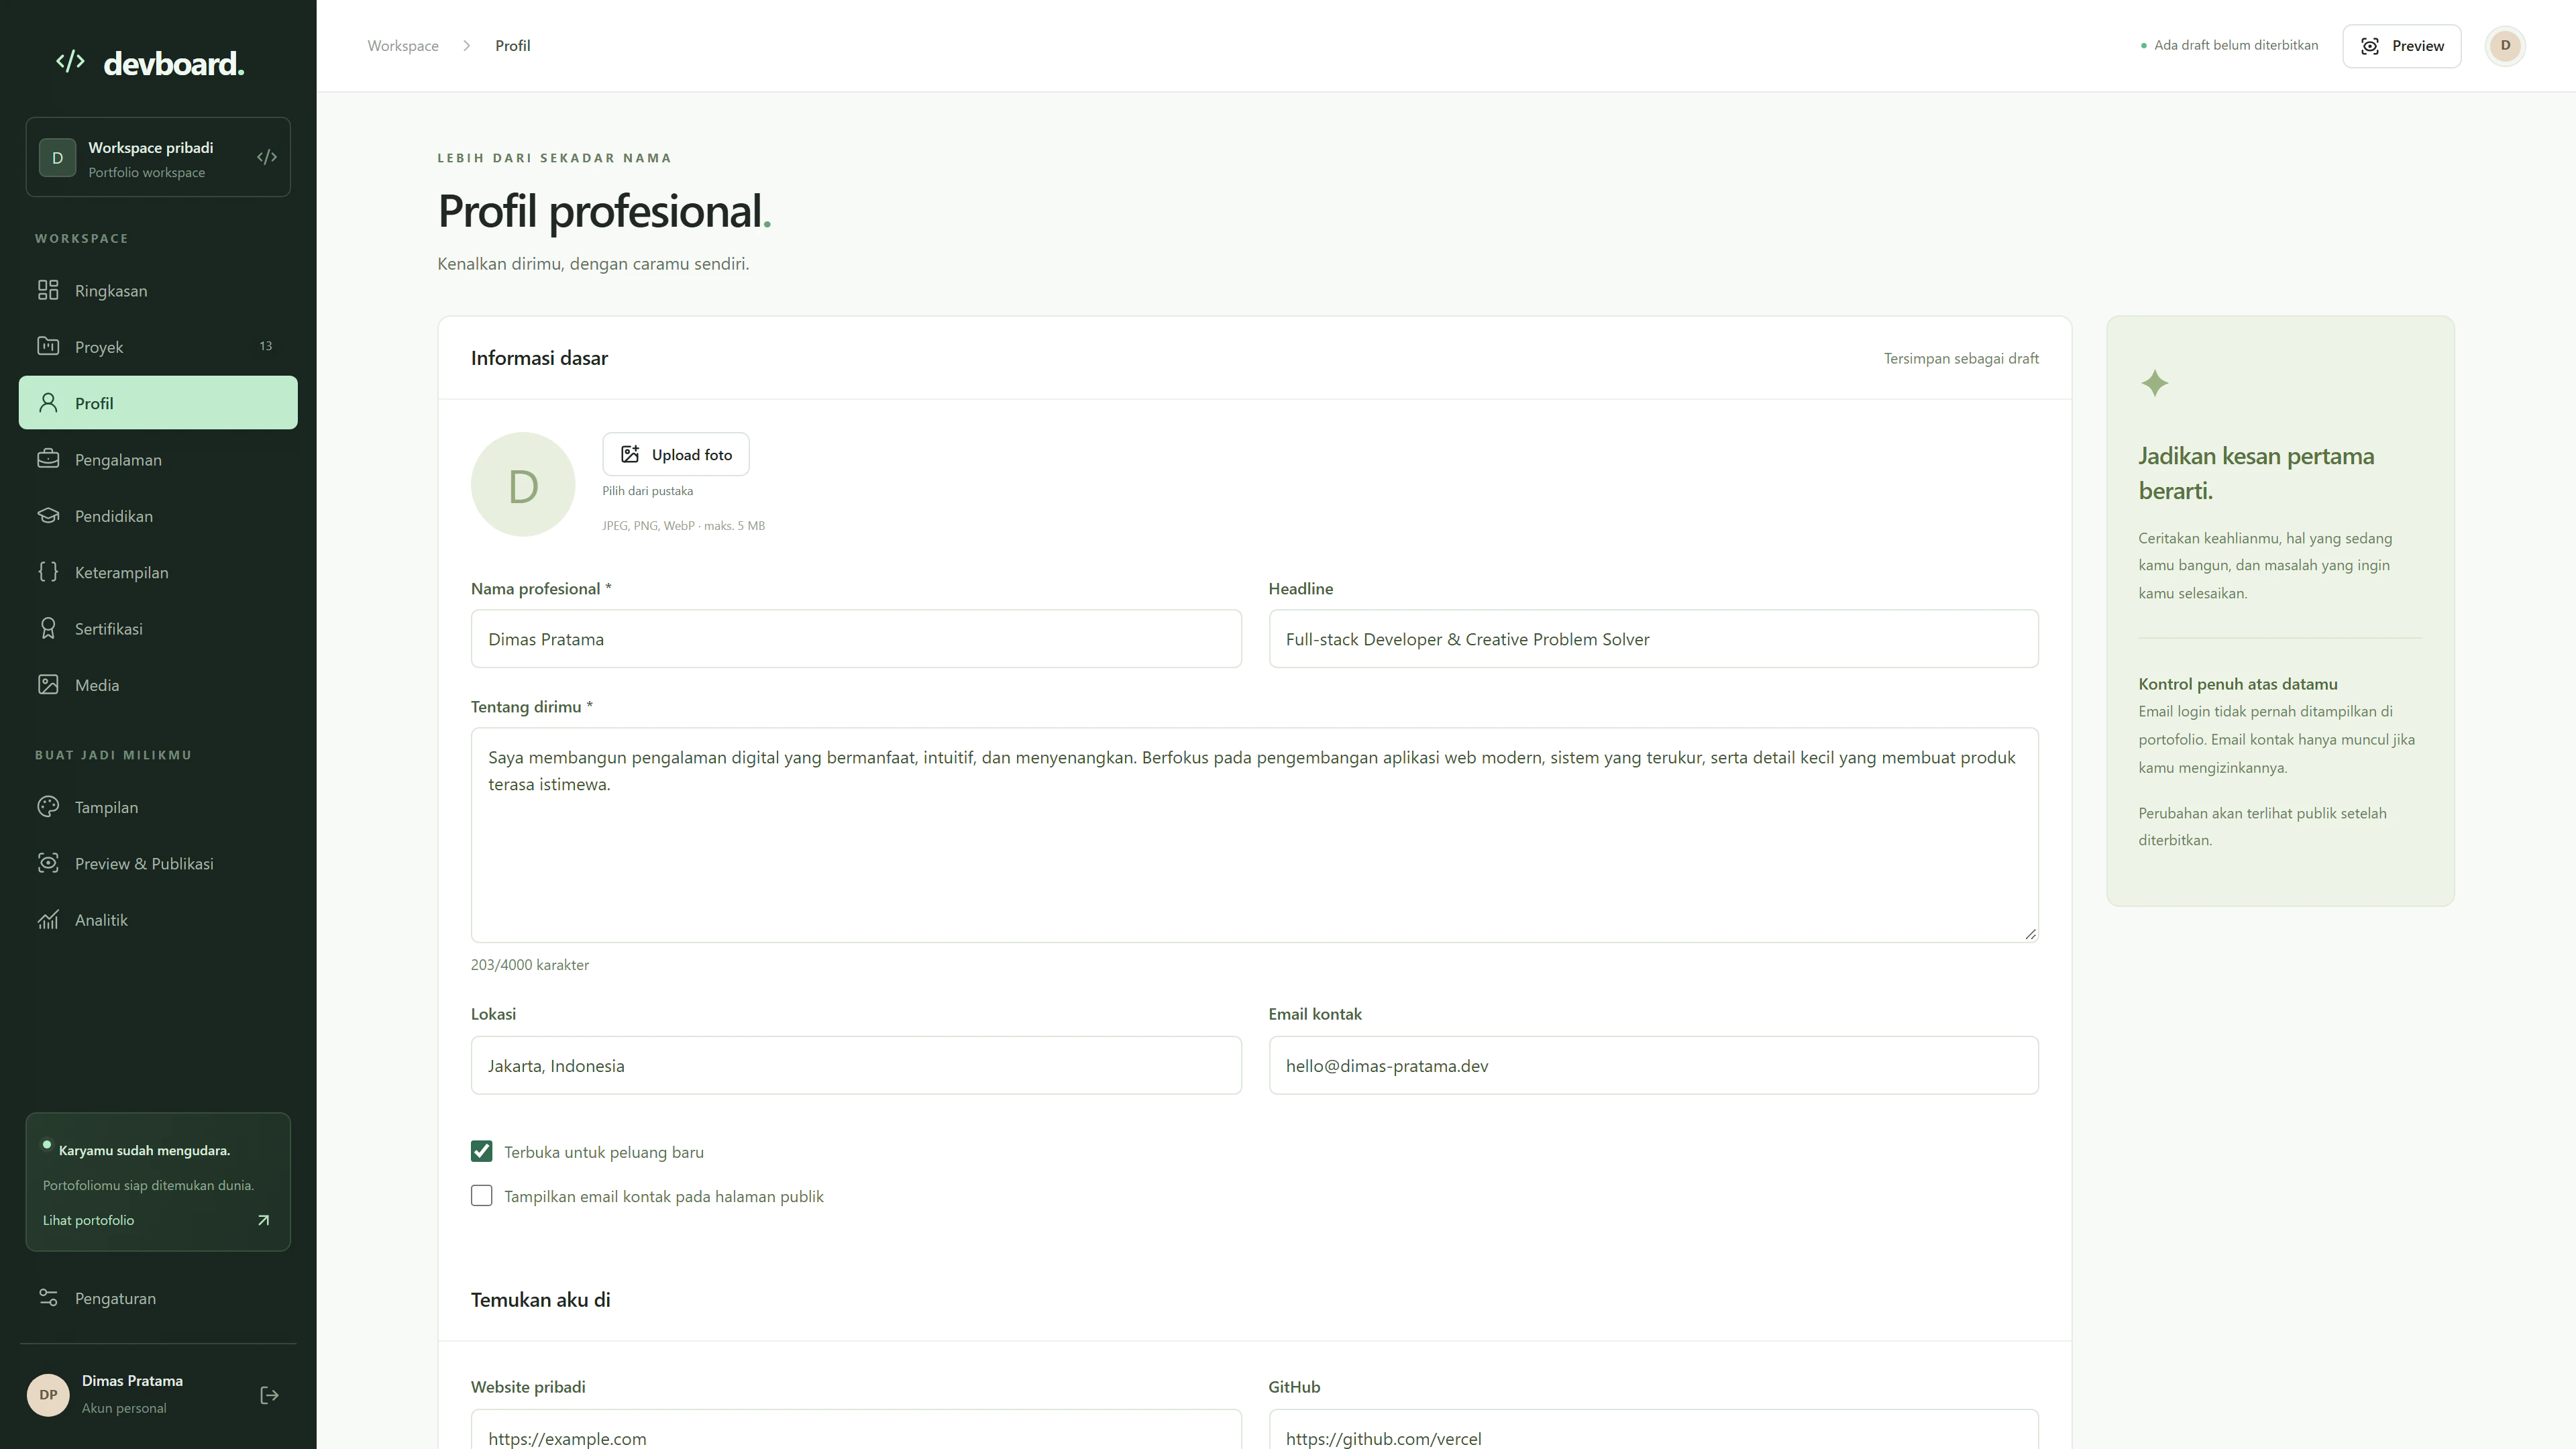 devboard.
D
Workspace pribadi
Portfolio workspace
WORKSPACE
Ringkasan
Proyek 13
Profil
Pengalaman
Pendidikan
Keterampilan
Sertifikasi
Media
BUAT JADI MILIKMU
Tampilan
Preview & Publikasi
Analitik
Karyamu sudah mengudara.
Portofoliomu siap ditemukan dunia.
Lihat portofolio
Pengaturan
DP
Dimas Pratama
Akun personal
Workspace Profil
Ada draft belum diterbitkan
Preview
D
LEBIH DARI SEKADAR NAMA
Profil profesional.
Kenalkan dirimu, dengan caramu sendiri.
Informasi dasar
Tersimpan sebagai draft
D
Upload foto
Pilih dari pustaka
JPEG, PNG, WebP · maks. 5 MB
Nama profesional *
Dimas Pratama
Headline
Full-stack Developer & Creative Problem Solver
Tentang dirimu *
Saya membangun pengalaman digital yang bermanfaat, intuitif, dan menyenangkan. Berfokus pada pengembangan aplikasi web modern, sistem yang terukur, serta detail kecil yang membuat produk
terasa istimewa.
203/4000 karakter
Lokasi
Jakarta, Indonesia
Email kontak
hello@dimas-pratama.dev
Terbuka untuk peluang baru
Tampilkan email kontak pada halaman publik
Temukan aku di
Website pribadi
https://example.com
GitHub
https://github.com/vercel
Jadikan kesan pertama
berarti.
Ceritakan keahlianmu, hal yang sedang
kamu bangun, dan masalah yang ingin
kamu selesaikan.
Kontrol penuh atas datamu
Email login tidak pernah ditampilkan di
portofolio. Email kontak hanya muncul jika
kamu mengizinkannya.
Perubahan akan terlihat publik setelah
diterbitkan.